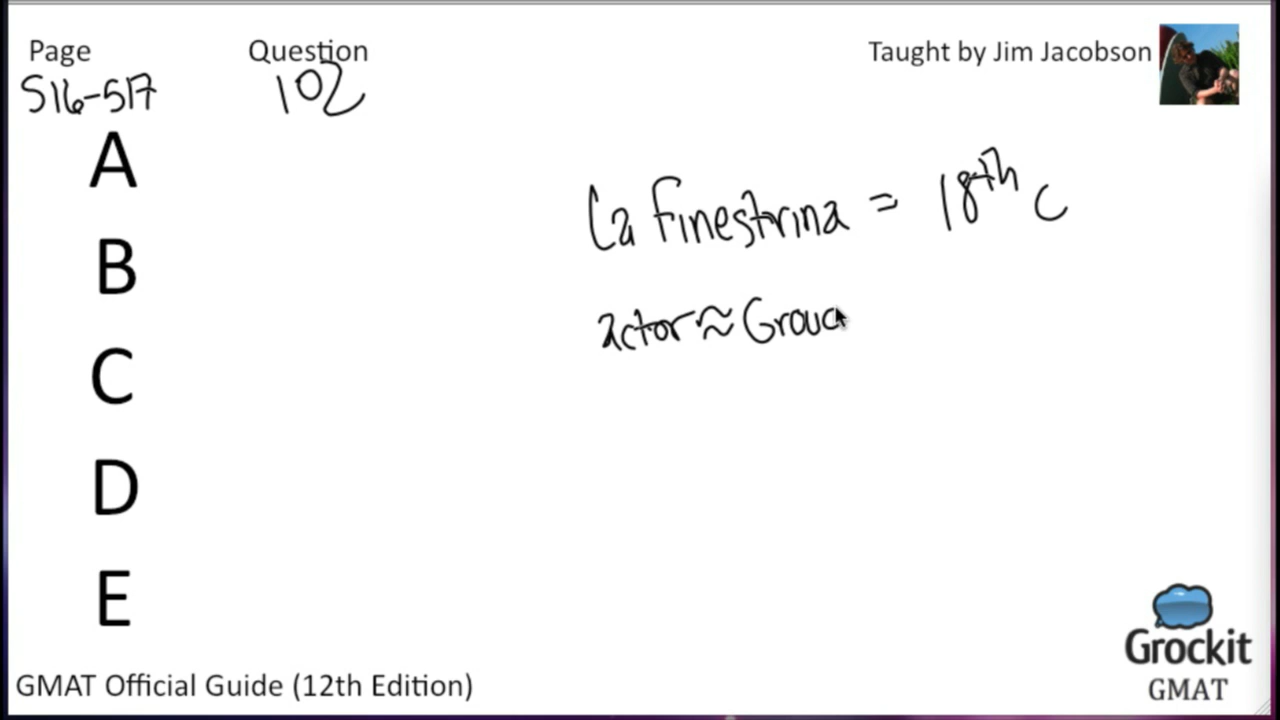 Page Question Taught by Jim Jacobson
516-517 102
A
La Finestrina = 18th C
B
actor ≈ Grouc
C
D
E
Grockit
GMAT
GMAT Official Guide (12th Edition)